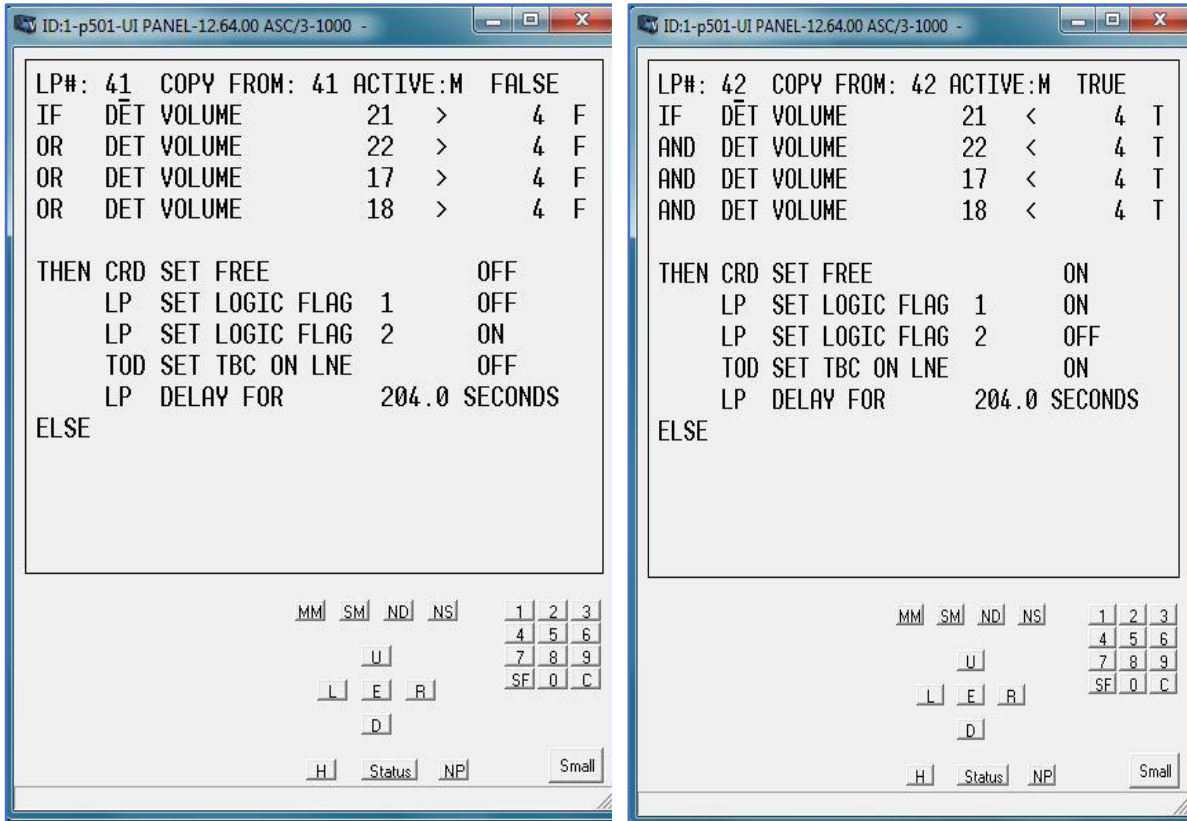 ID:1-p501-UI PANEL-12.64.00 ASC/3-1000 -
LP#: 41 COPY FROM: 41 ACTIVE:M FALSE
IF DET VOLUME 21 > 4 F
OR DET VOLUME 22 > 4 F
OR DET VOLUME 17 > 4 F
OR DET VOLUME 18 > 4 F
THEN CRD SET FREE OFF
LP SET LOGIC FLAG 1 OFF
LP SET LOGIC FLAG 2 ON
TOD SET TBC ON LNE OFF
LP DELAY FOR 204.0 SECONDS
ELSE
MM SM ND NS 1 2 3
4 5 6
U 7 8 9
SF 0 C
L E R
D
H Status NP Small
ID:1-p501-UI PANEL-12.64.00 ASC/3-1000 -
LP#: 42 COPY FROM: 42 ACTIVE:M TRUE
IF DET VOLUME 21 < 4 T
AND DET VOLUME 22 < 4 T
AND DET VOLUME 17 < 4 T
AND DET VOLUME 18 < 4 T
THEN CRD SET FREE ON
LP SET LOGIC FLAG 1 ON
LP SET LOGIC FLAG 2 OFF
TOD SET TBC ON LNE ON
LP DELAY FOR 204.0 SECONDS
ELSE
MM SM ND NS 1 2 3
4 5 6
U 7 8 9
SF 0 C
L E R
D
H Status NP Small